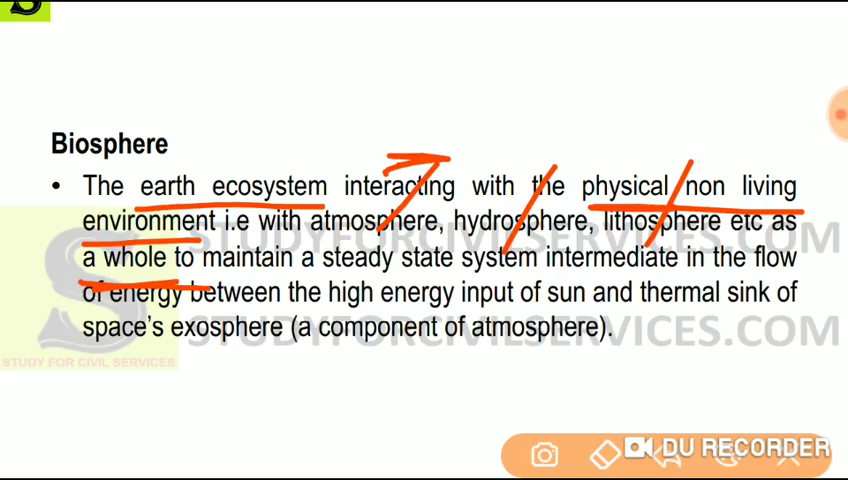 Biosphere
• The earth ecosystem interacting with the physical non living
environment i.e with atmosphere, hydrosphere, lithosphere etc as
a whole to maintain a steady state system intermediate in the flow
of energy between the high energy input of sun and thermal sink of
space's exosphere (a component of atmosphere).
STUDYFORCIVILSERVICES.COM
STUDYFORCIVILSERVICES.COM
STUDY FOR CIVIL SERVICES
DU RECORDER